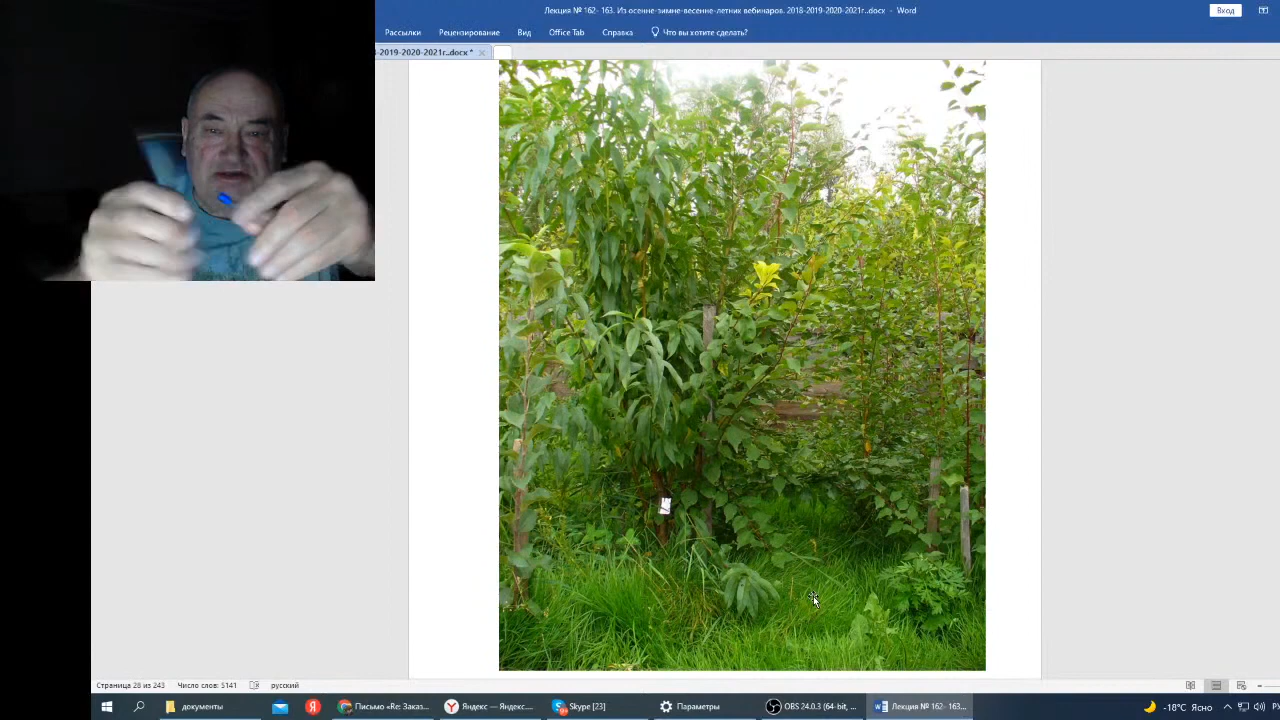 Лекция № 162- 163. Из осенне-зимне-весенне-летних вебинаров. 2018-2019-2020-2021г..docx - Word
Вход
Рассылки Рецензирование Вид Office Tab Справка Что вы хотите сделать?
-2019-2020-2021г..docx *
Страница 28 из 243 Число слов: 5141 русский
документы
Письмо «Re: Заказ...
Яндекс — Яндекс....
Skype [23]
Параметры
OBS 24.0.3 (64-bit, ...
Лекция № 162- 163...
-18°C Ясно